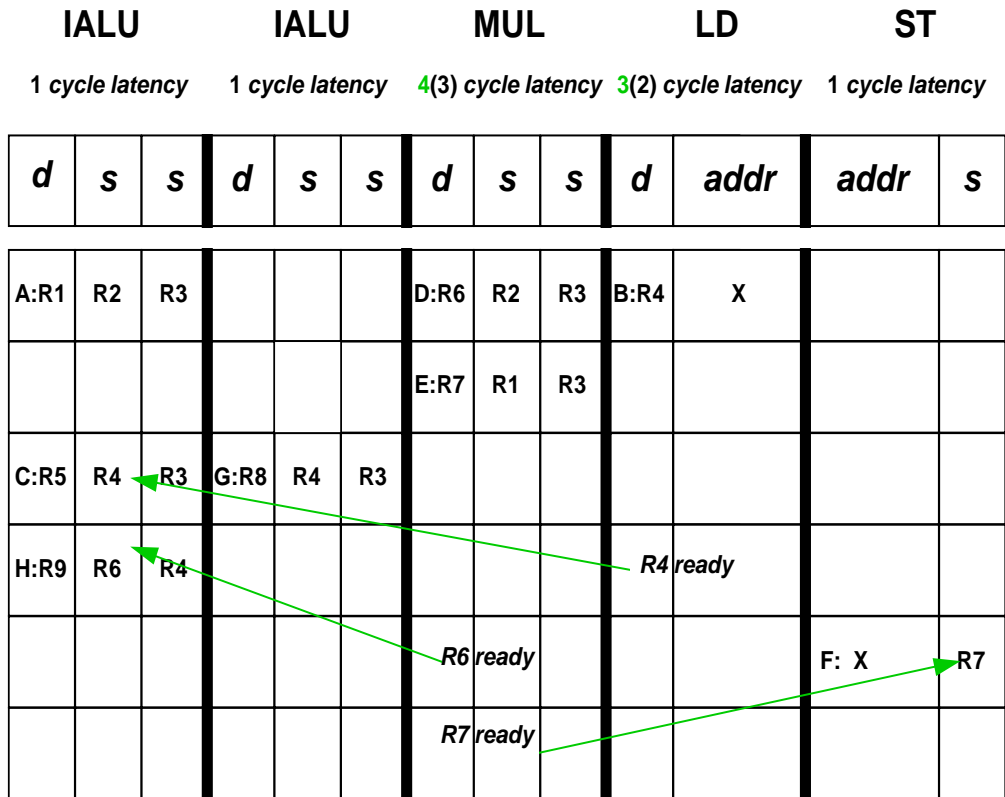 IALU IALU MUL LD ST
1 cycle latency 1 cycle latency 4(3) cycle latency 3(2) cycle latency 1 cycle latency
d s s d s s d s s d addr addr s
A:R1 R2 R3 D:R6 R2 R3 B:R4 X
E:R7 R1 R3
C:R5 R4 R3 G:R8 R4 R3
H:R9 R6 R4 R4 ready
R6 ready F: X R7
R7 ready